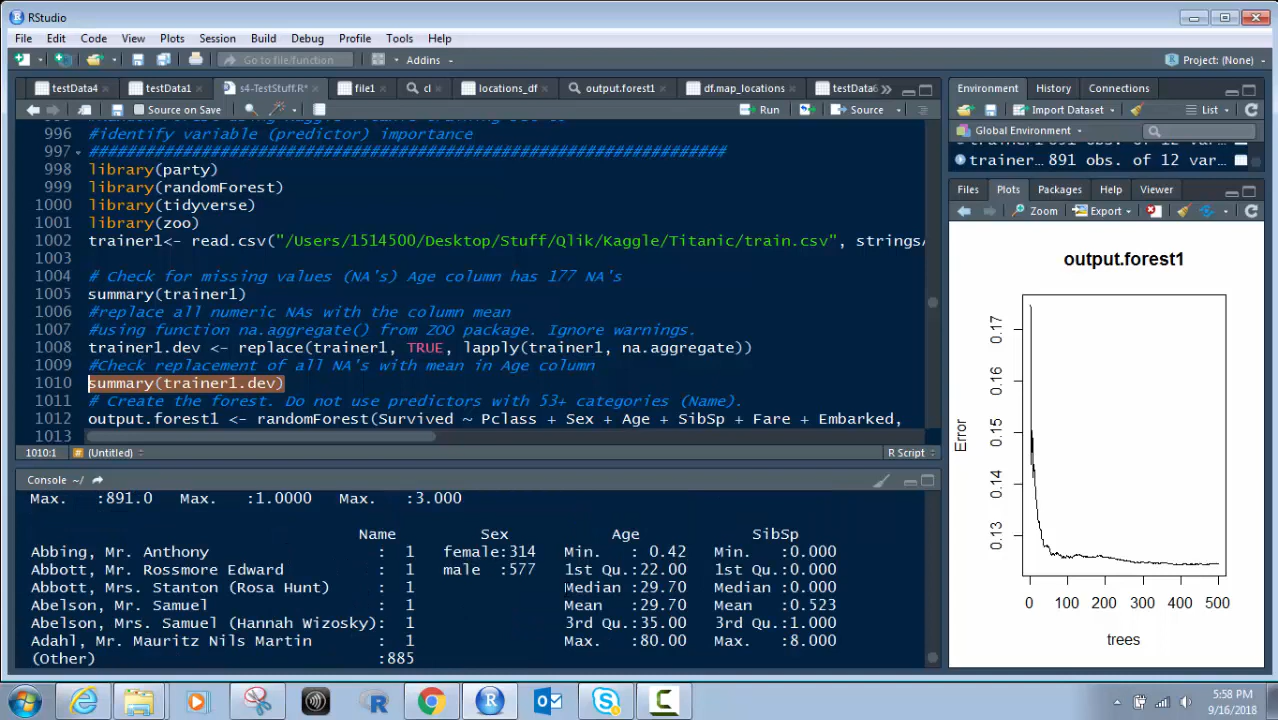 RStudio
File Edit Code View Plots Session Build Debug Profile Tools Help
Go to file/function Addins Project: (None)
testData4 testData1 s4-TestStuff.R* file1 cl locations_df output.forest1 df.map_locations testData6
Source on Save Run Source
996 #identify variable (predictor) importance
997 ####################################################################
998 library(party)
999 library(randomForest)
1000 library(tidyverse)
1001 library(zoo)
1002 trainer1<- read.csv("/Users/1514500/Desktop/Stuff/Qlik/Kaggle/Titanic/train.csv", stringsA
1003
1004 # Check for missing values (NA's) Age column has 177 NA's
1005 summary(trainer1)
1006 #replace all numeric NAs with the column mean
1007 #using function na.aggregate() from ZOO package. Ignore warnings.
1008 trainer1.dev <- replace(trainer1, TRUE, lapply(trainer1, na.aggregate))
1009 #Check replacement of all NA's with mean in Age column
1010 summary(trainer1.dev)
1011 # Create the forest. Do not use predictors with 53+ categories (Name).
1012 output.forest1 <- randomForest(Survived ~ Pclass + Sex + Age + SibSp + Fare + Embarked,
1013
1010:1 (Untitled) R Script
Console ~/
Max. :891.0 Max. :1.0000 Max. :3.000
Name Sex Age SibSp
Abbing, Mr. Anthony : 1 female:314 Min. : 0.42 Min. :0.000
Abbott, Mr. Rossmore Edward : 1 male :577 1st Qu.:22.00 1st Qu.:0.000
Abbott, Mrs. Stanton (Rosa Hunt) : 1 Median :29.70 Median :0.000
Abelson, Mr. Samuel : 1 Mean :29.70 Mean :0.523
Abelson, Mrs. Samuel (Hannah Wizosky): 1 3rd Qu.:35.00 3rd Qu.:1.000
Adahl, Mr. Mauritz Nils Martin : 1 Max. :80.00 Max. :8.000
(Other) :885
Environment History Connections
Import Dataset List
Global Environment
trainer... 891 obs. of 12 var...
Files Plots Packages Help Viewer
Zoom Export
output.forest1
Error
0.17
0.16
0.15
0.14
0.13
0 100 200 300 400 500
trees
5:58 PM
9/16/2018